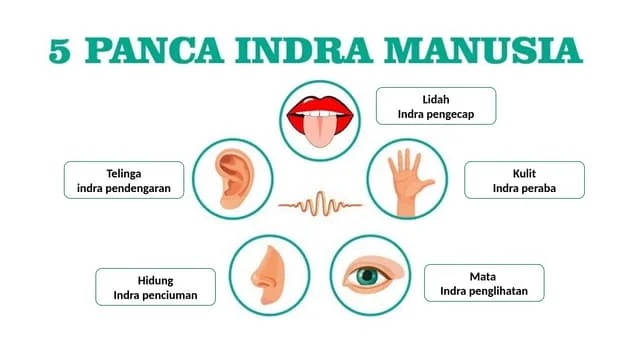 5 PANCA INDRA MANUSIA
Lidah
Indra pengecap
Telinga
indra pendengaran
Kulit
Indra peraba
Hidung
Indra penciuman
Mata
Indra penglihatan